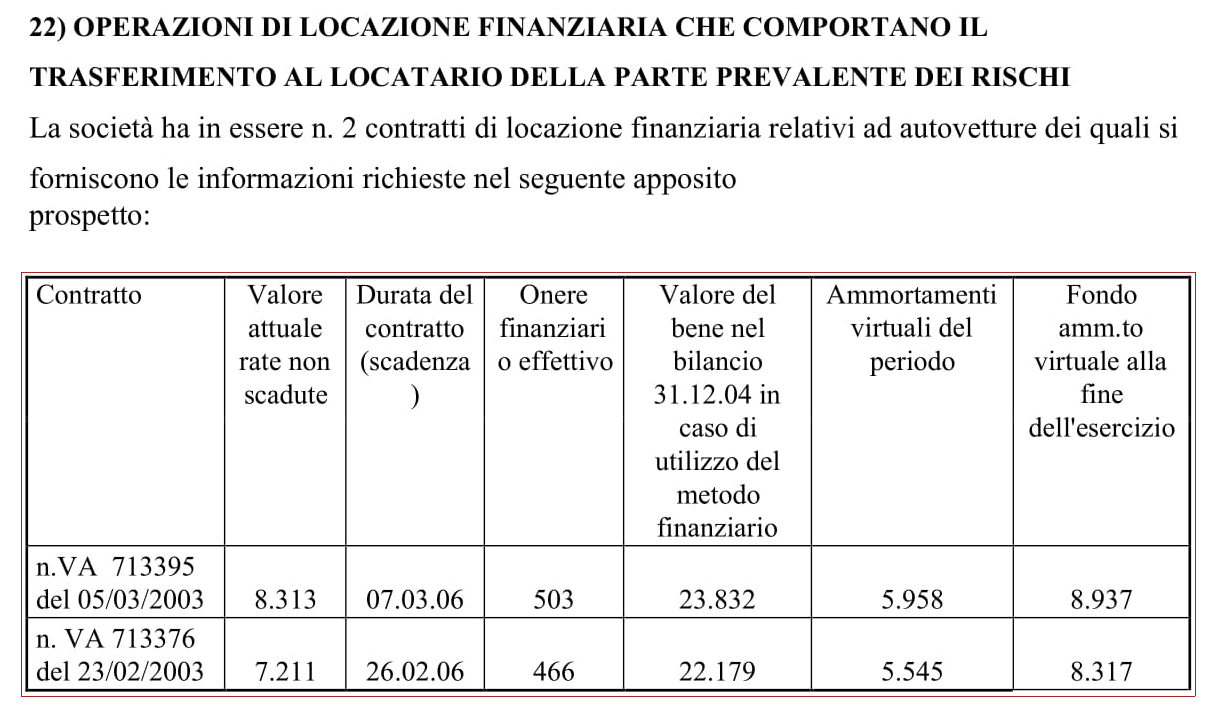 22) OPERAZIONI DI LOCAZIONE FINANZIARIA CHE COMPORTANO IL
TRASFERIMENTO AL LOCATARIO DELLA PARTE PREVALENTE DEI RISCHI
La società ha in essere n. 2 contratti di locazione finanziaria relativi ad autovetture dei quali si
forniscono le informazioni richieste nel seguente apposito
prospetto:
Contratto Valore Durata del Onere Valore del Ammortamenti Fondo
attuale contratto finanziari bene nel virtuali del amm.to
rate non (scadenza o effettivo bilancio periodo virtuale alla
scadute ) 31.12.04 in fine
caso di dell'esercizio
utilizzo del
metodo
finanziario
n.VA 713395
del 05/03/2003 8.313 07.03.06 503 23.832 5.958 8.937
n. VA 713376
del 23/02/2003 7.211 26.02.06 466 22.179 5.545 8.317